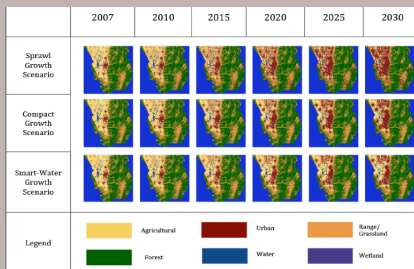 2007 2010 2015 2020 2025 2030
Sprawl
Growth
Scenario
Compact
Growth
Scenario
Smart-Water
Growth
Scenario
Legend
Agricultural
Urban
Range/
Grassland
Forest
Water
Wetland